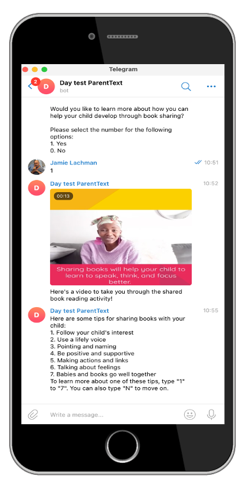 Telegram
2
D
Day test ParentText
bot
Would you like to learn more about how you can
help your child develop through book sharing?
Please select the number for the following
options:
1. Yes
0. No
Jamie Lachman
10:51
1
Day test ParentText
10:52
D
00:13
Sharing books will help your child to
learn to speak, think, and focus
better.
Here's a video to take you through the shared
book reading activity!
Day test ParentText
10:55
D
Here are some tips for sharing books with your
child:
1. Follow your child's interest
2. Use a lifely voice
3. Pointing and naming
4. Be positive and supportive
5. Making actions and links
6. Talking about feelings
7. Babies and books go well together
To learn more about one of these tips, type "1"
to "7". You can also type "N" to move on.
Write a message...